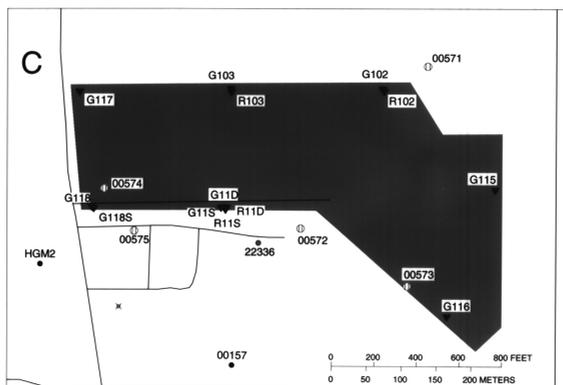 C
00571
G103
G102
G117
R103
R102
00574
G115
G118
G11D
G118S
G11S
R11D
R11S
00575
00572
22336
HGM2
00573
G116
00157
0 200 400 600 800 FEET
0 50 100 150 200 METERS